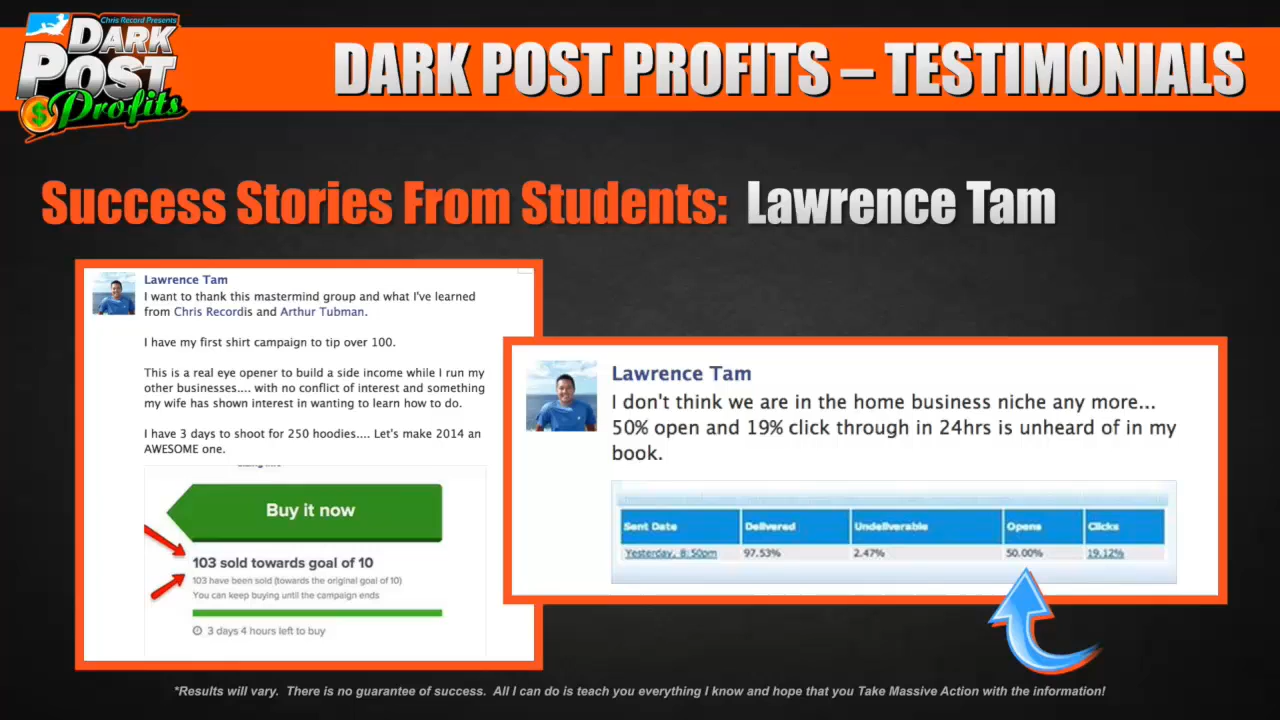 Chris Record Presents
DARK
POST
$ Profits
DARK POST PROFITS – TESTIMONIALS
Success Stories From Students: Lawrence Tam
Lawrence Tam
I want to thank this mastermind group and what I've learned
from Chris Recordis and Arthur Tubman.
I have my first shirt campaign to tip over 100.
This is a real eye opener to build a side income while I run my
other businesses.... with no conflict of interest and something
my wife has shown interest in wanting to learn how to do.
I have 3 days to shoot for 250 hoodies.... Let's make 2014 an
AWESOME one.
Buy it now
103 sold towards goal of 10
103 have been sold (towards the original goal of 10)
You can keep buying until the campaign ends
3 days 4 hours left to buy
Lawrence Tam
I don't think we are in the home business niche any more...
50% open and 19% click through in 24hrs is unheard of in my
book.
Sent Date Delivered Undeliverable Opens Clicks
Yesterday, 8:50pm 97.53% 2.47% 50.00% 19.12%
*Results will vary. There is no guarantee of success. All I can do is teach you everything I know and hope that you Take Massive Action with the information!